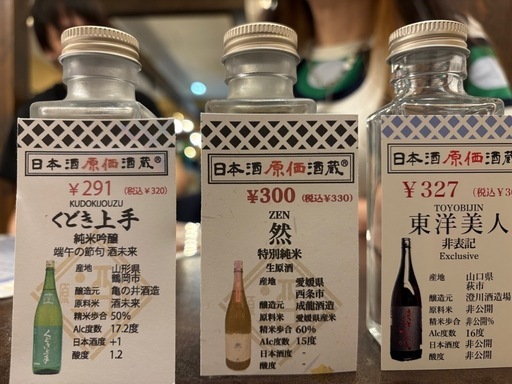 日本酒原価酒蔵®
￥291 (税込￥320)
KUDOKIJOUZU
くどき上手
純米吟醸
端午の節句 酒未来
産地 山形県
鶴岡市
醸造元 亀の井酒造
原料米 酒未来
精米歩合 50%
Alc度数 17.2度
日本酒度 +1
酸度 1.2
日本酒原価酒蔵®
￥300 (税込￥330)
ZEN
然
特別純米
生原酒
産地 愛媛県
西条市
醸造元 成龍酒造
原料米 愛媛県産米
精米歩合 60%
Alc度数 15度
日本酒度 -
酸度 -
日本酒原価酒蔵®
￥327 (税込
TOYOBIJIN
東洋美人
非表記
Exclusive
産地 山口県
萩市
醸造元 澄川酒造場
原料米 非公開
精米歩合 非公開%
Alc度数 16度
日本酒度 非公開
酸度 非公開